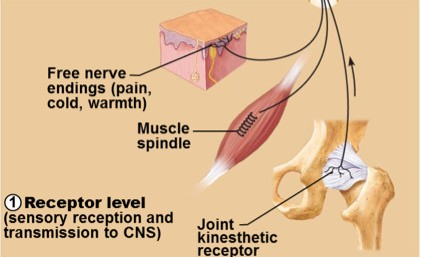 Free nerve
endings (pain,
cold, warmth)
Muscle
spindle
1 Receptor level
(sensory reception and
transmission to CNS)
Joint
kinesthetic
receptor